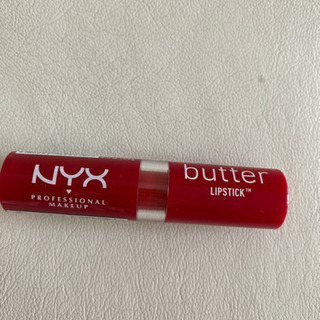 NYX
PROFESSIONAL
MAKEUP
butter
LIPSTICK™